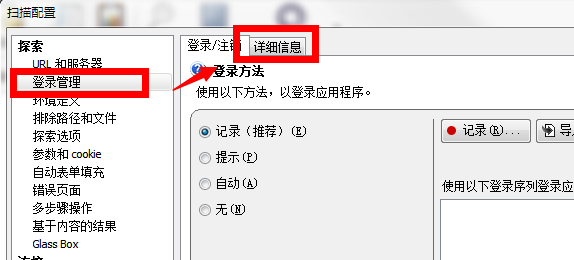 扫描配置
探索
URL 和服务器
登录管理
环境定义
排除路径和文件
探索选项
参数和 cookie
自动表单填充
错误页面
多步骤操作
基于内容的结果
Glass Box
连接
登录/注销
详细信息
登录方法
使用以下方法，以登录应用程序。
记录（推荐）(E)
提示(P)
自动(A)
无(N)
记录(R)...
导
使用以下登录序列登录应